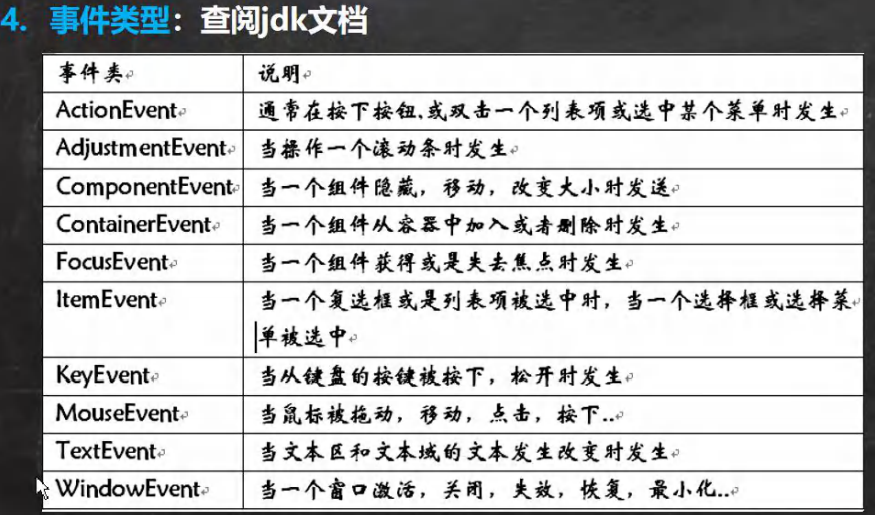 4. 事件类型：查阅jdk文档
事件类 说明
ActionEvent 通常在按下按钮,或双击一个列表项或选中某个菜单时发生
AdjustmentEvent 当操作一个滚动条时发生
ComponentEvent 当一个组件隐藏，移动，改变大小时发送
ContainerEvent 当一个组件从容器中加入或者删除时发生
FocusEvent 当一个组件获得或是失去焦点时发生
ItemEvent 当一个复选框或是列表项被选中时，当一个选择框或选择菜
单被选中
KeyEvent 当从键盘的按键被按下，松开时发生
MouseEvent 当鼠标被拖动，移动，点击，按下..
TextEvent 当文本区和文本域的文本发生改变时发生
WindowEvent 当一个窗口激活，关闭，失效，恢复，最小化..